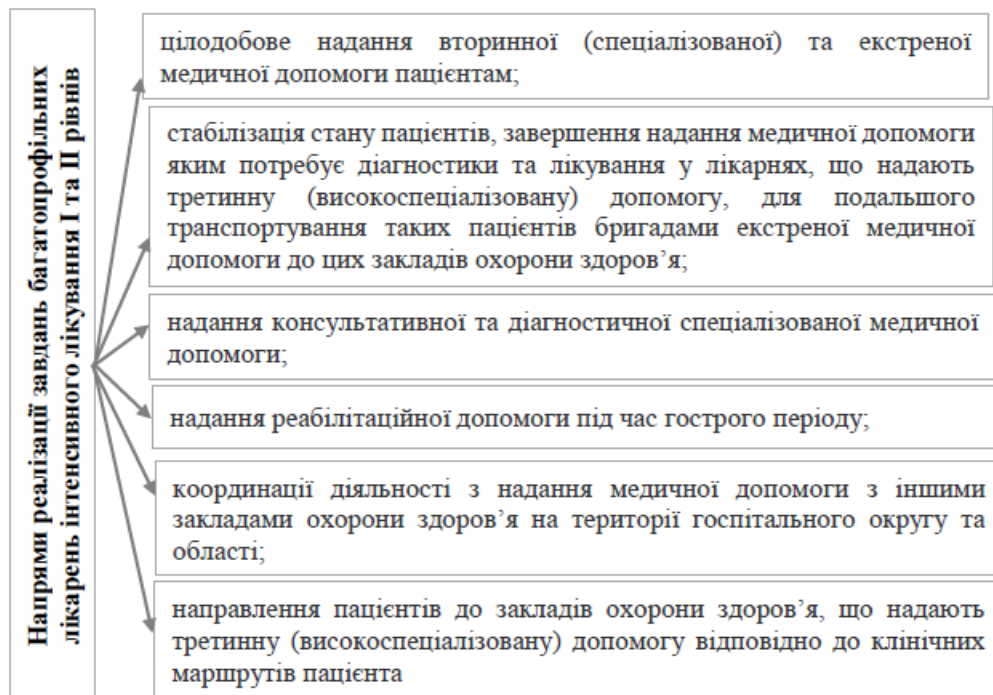 Напрями реалізації завдань багатопрофільних
лікарень інтенсивного лікування І та ІІ рівнів
цілодобове надання вторинної (спеціалізованої) та екстреної
медичної допомоги пацієнтам;
стабілізація стану пацієнтів, завершення надання медичної допомоги
яким потребує діагностики та лікування у лікарнях, що надають
третинну (високоспеціалізовану) допомогу, для подальшого
транспортування таких пацієнтів бригадами екстреної медичної
допомоги до цих закладів охорони здоров’я;
надання консультативної та діагностичної спеціалізованої медичної
допомоги;
надання реабілітаційної допомоги під час гострого періоду;
координації діяльності з надання медичної допомоги з іншими
закладами охорони здоров’я на території госпітального округу та
області;
направлення пацієнтів до закладів охорони здоров’я, що надають
третинну (високоспеціалізовану) допомогу відповідно до клінічних
маршрутів пацієнта